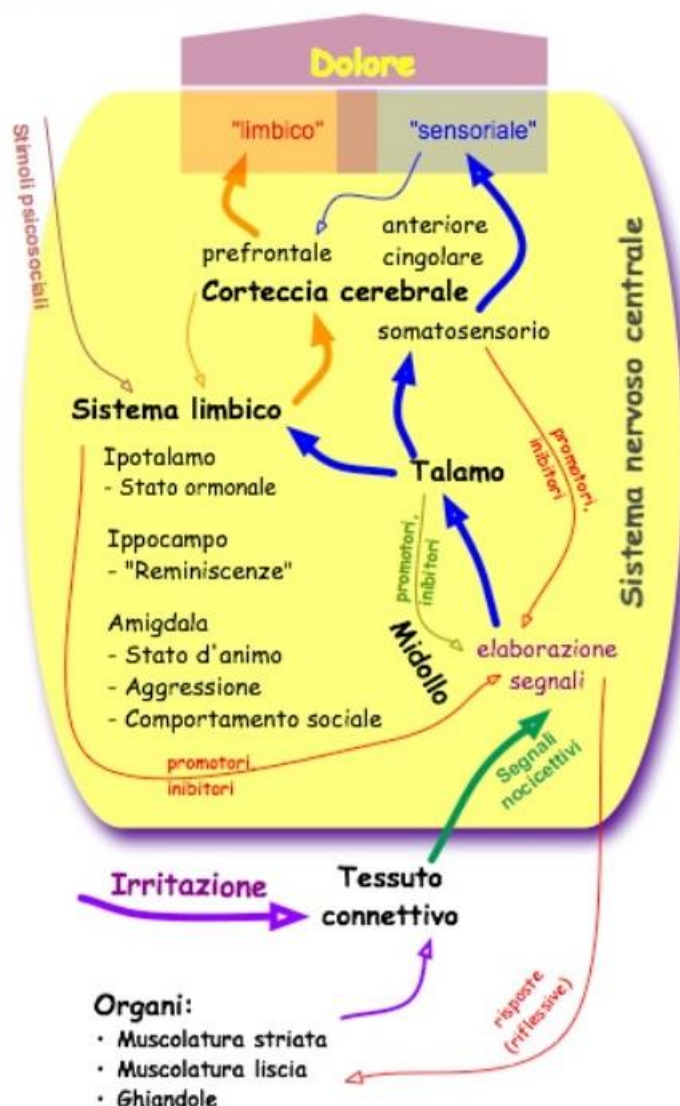 Dolore
"limbico"
"sensoriale"
Stimoli psicosociali
prefrontale
anteriore
cingolare
Corteccia cerebrale
somatosensorio
Sistema limbico
Ipotalamo
- Stato ormonale
Ippocampo
- "Reminiscenze"
Amigdala
- Stato d'animo
- Aggressione
- Comportamento sociale
promotori,
inibitori
Talamo
promotori,
inibitori
promotori,
inibitori
Midollo
elaborazione
segnali
Segnali
nocicettivi
Sistema nervoso centrale
Irritazione
Tessuto
connettivo
Organi:
· Muscolatura striata
· Muscolatura liscia
· Ghiandole
risposte
(riflessive)